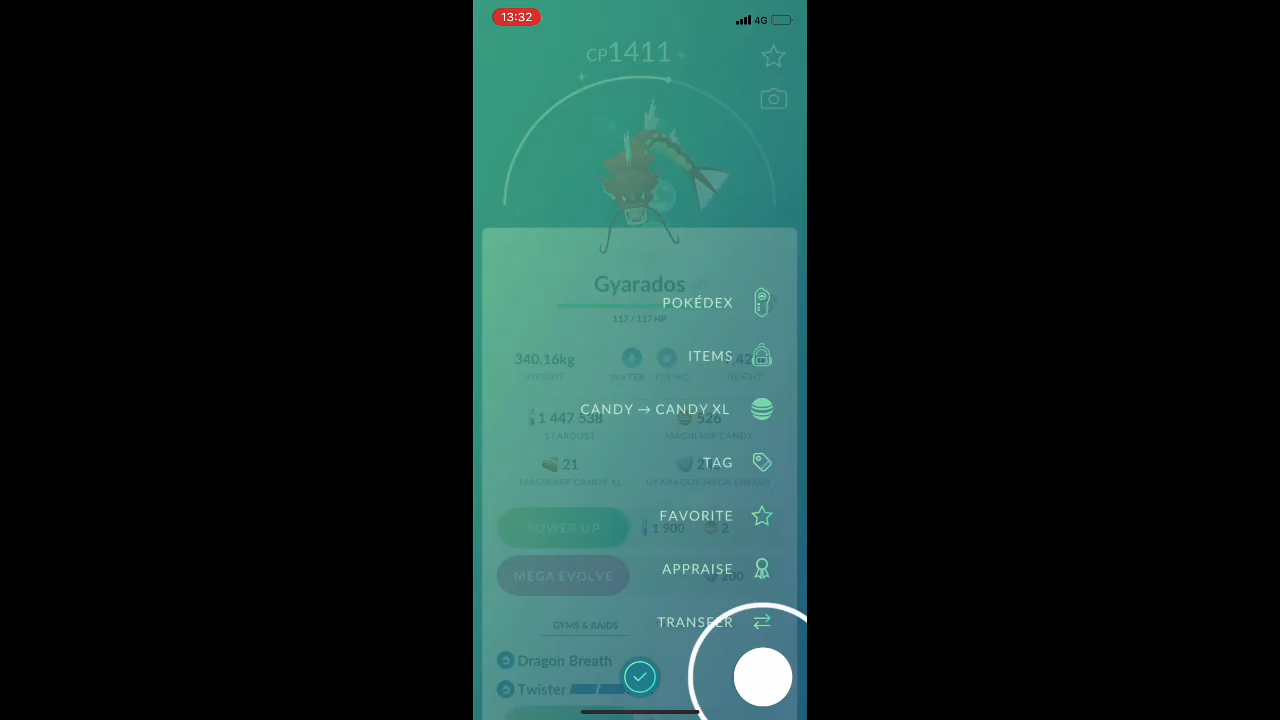 13:32
4G
CP1411
Gyarados
117 / 117 HP
POKÉDEX
ITEMS
340.16kg
WEIGHT
WATER
FLYING
HEIGHT
CANDY → CANDY XL
1 447 538
526
STARDUST
MAGIKARP CANDY
TAG
21
MAGIKARP CANDY XL
GYARADOS MEGA ENERGY
FAVORITE
POWER UP
1 900
2
APPRAISE
MEGA EVOLVE
200
TRANSFER
GYMS & RAIDS
Dragon Breath
Twister